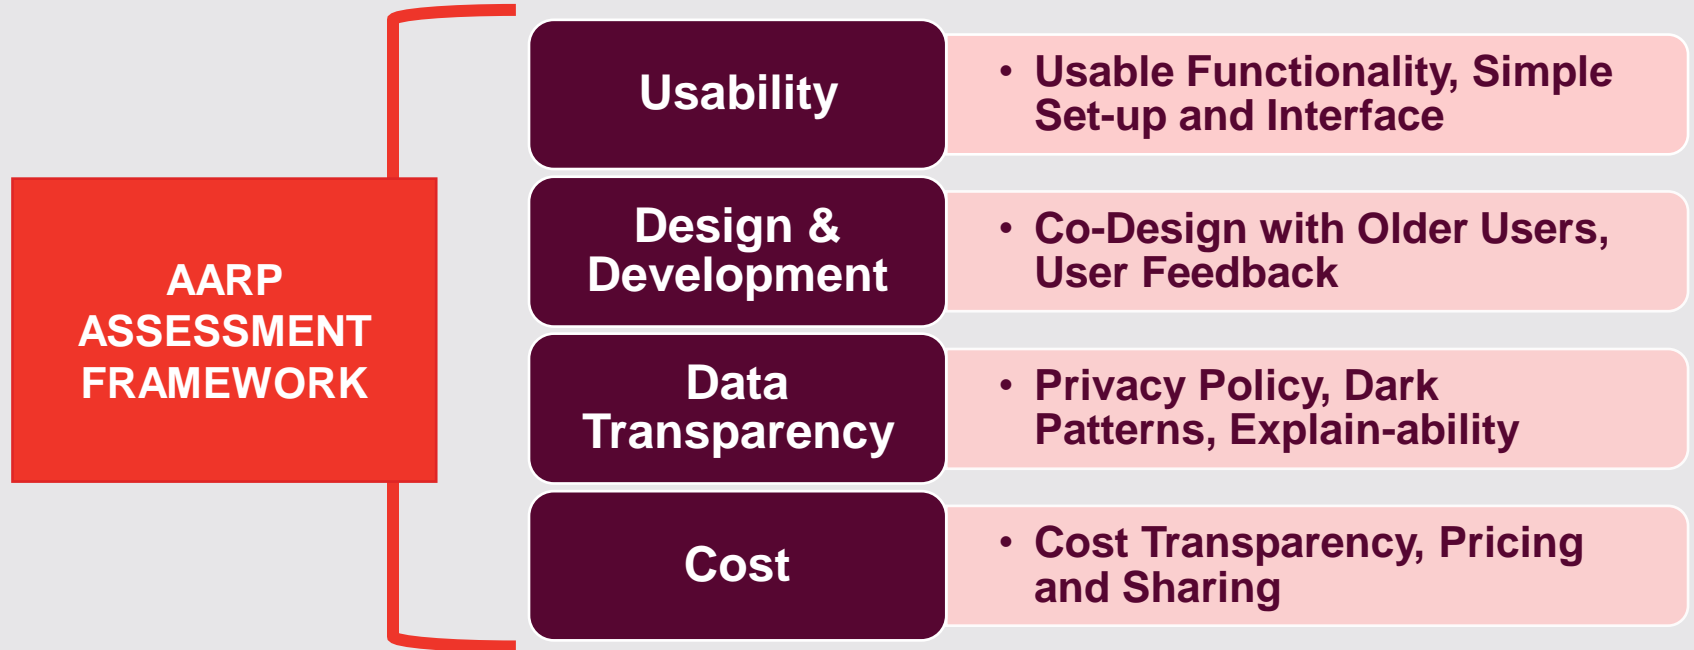 AARP
ASSESSMENT
FRAMEWORK
Usability
• Usable Functionality, Simple
Set-up and Interface
Design &
Development
• Co-Design with Older Users,
User Feedback
Data
Transparency
• Privacy Policy, Dark
Patterns, Explain-ability
Cost
• Cost Transparency, Pricing
and Sharing